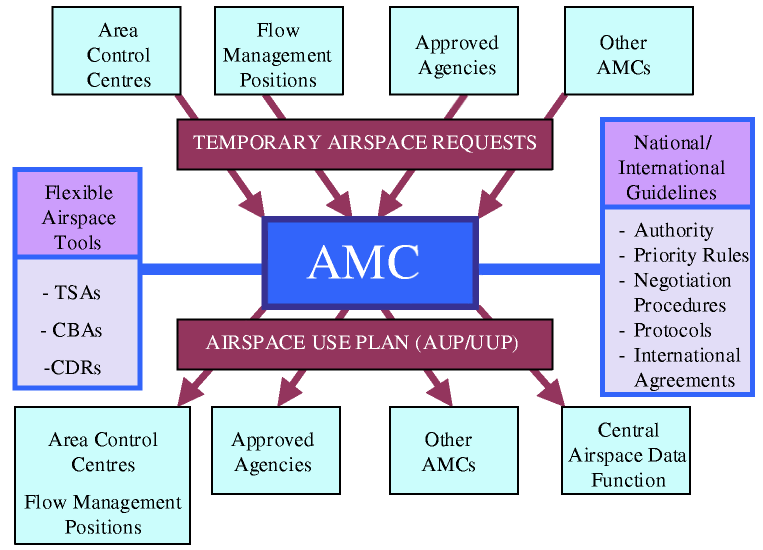 Area
Control
Centres
Flow
Management
Positions
Approved
Agencies
Other
AMCs
TEMPORARY AIRSPACE REQUESTS
National/
International
Guidelines
- Authority
- Priority Rules
- Negotiation
Procedures
- Protocols
- International
Agreements
Flexible
Airspace
Tools
- TSAs
- CBAs
-CDRs
AMC
AIRSPACE USE PLAN (AUP/UUP)
Area Control
Centres
Flow Management
Positions
Approved
Agencies
Other
AMCs
Central
Airspace Data
Function